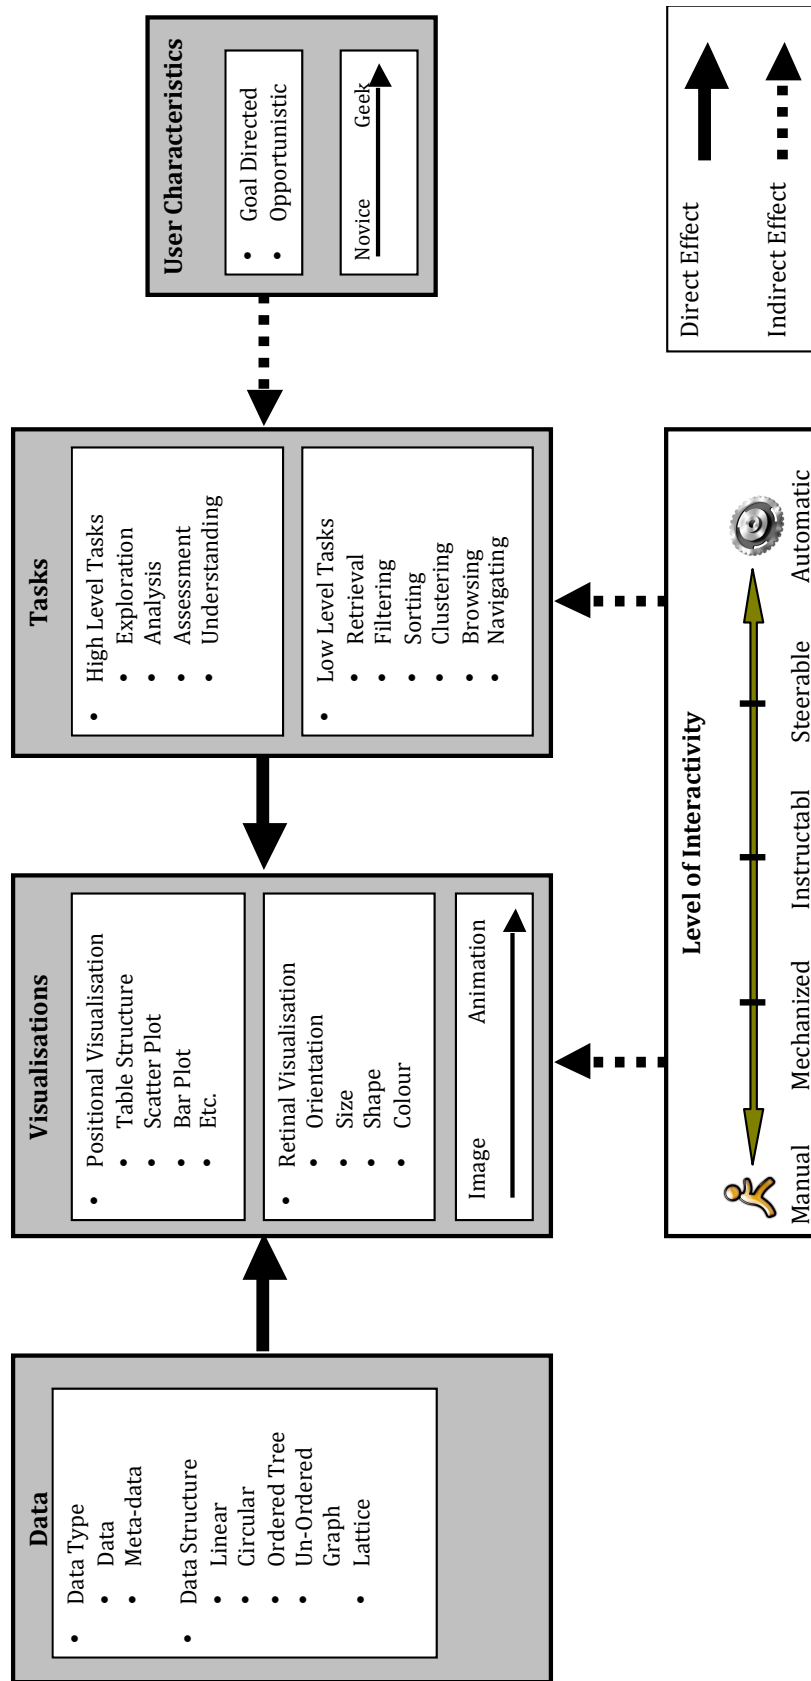 Data
• Data Type
• Data
• Meta-data
• Data Structure
• Linear
• Circular
• Ordered Tree
• Un-Ordered
Graph
• Lattice
Visualisations
• Positional Visualisation
• Table Structure
• Scatter Plot
• Bar Plot
• Etc.
• Retinal Visualisation
• Orientation
• Size
• Shape
• Colour
Image Animation
Tasks
• High Level Tasks
• Exploration
• Analysis
• Assessment
• Understanding
• Low Level Tasks
• Retrieval
• Filtering
• Sorting
• Clustering
• Browsing
• Navigating
User Characteristics
• Goal Directed
• Opportunistic
Novice Geek
Level of Interactivity
Manual Mechanized Instructabl Steerable Automatic
Direct Effect
Indirect Effect